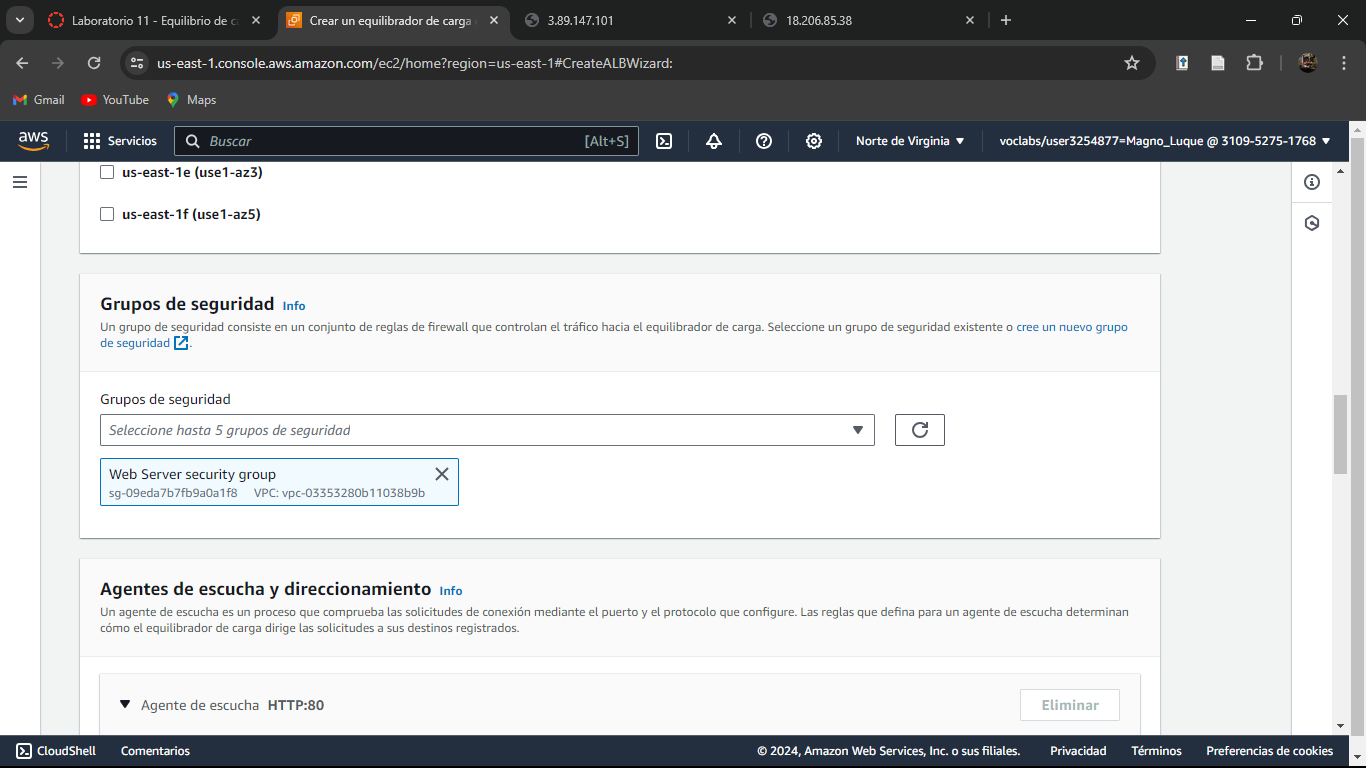 Laboratorio 11 - Equilibrio de c
Crear un equilibrador de carga
3.89.147.101
18.206.85.38
us-east-1.console.aws.amazon.com/ec2/home?region=us-east-1#CreateALBWizard:
Gmail
YouTube
Maps
aws
Servicios
Buscar
[Alt+S]
Norte de Virginia
voclabs/user3254877=Magno_Luque @ 3109-5275-1768
us-east-1e (use1-az3)
us-east-1f (use1-az5)
Grupos de seguridad Info
Un grupo de seguridad consiste en un conjunto de reglas de firewall que controlan el tráfico hacia el equilibrador de carga. Seleccione un grupo de seguridad existente o cree un nuevo grupo
de seguridad .
Grupos de seguridad
Seleccione hasta 5 grupos de seguridad
Web Server security group
sg-09eda7b7fb9a0a1f8 VPC: vpc-03353280b11038b9b
Agentes de escucha y direccionamiento Info
Un agente de escucha es un proceso que comprueba las solicitudes de conexión mediante el puerto y el protocolo que configure. Las reglas que defina para un agente de escucha determinan
cómo el equilibrador de carga dirige las solicitudes a sus destinos registrados.
Agente de escucha HTTP:80
Eliminar
CloudShell
Comentarios
© 2024, Amazon Web Services, Inc. o sus filiales.
Privacidad
Términos
Preferencias de cookies